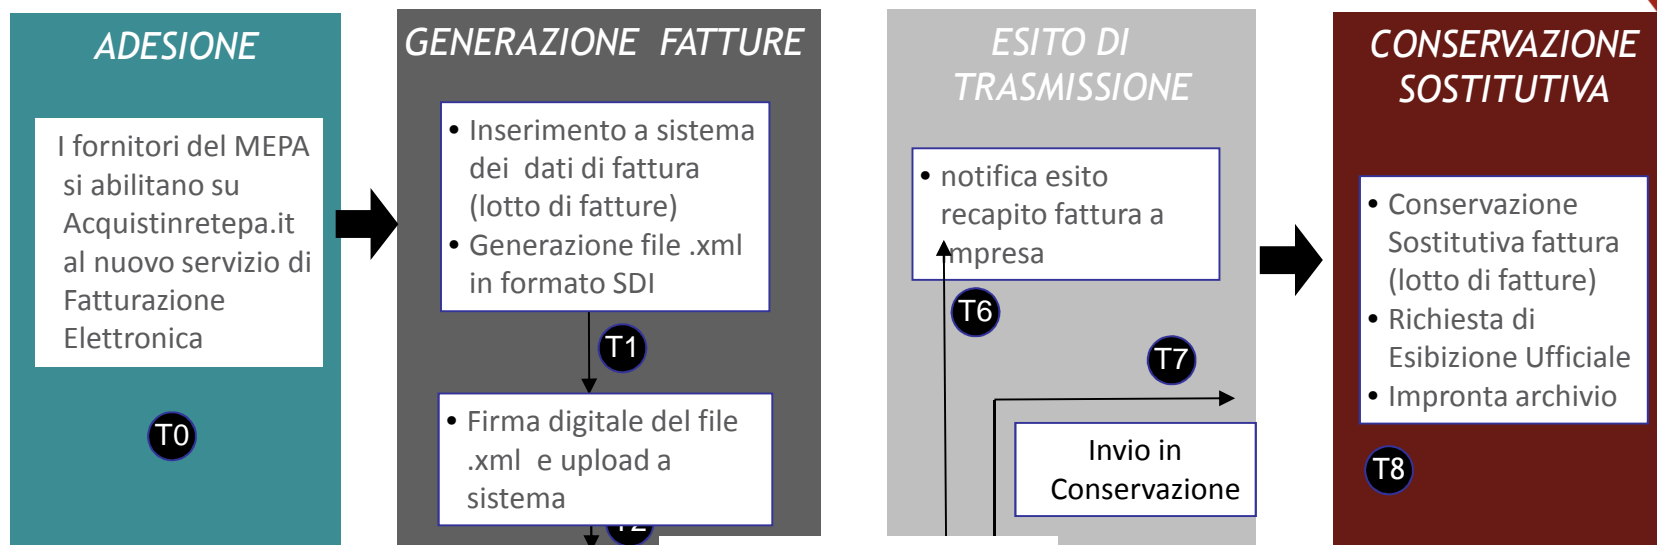 ADESIONE
I fornitori del MEPA
si abilitano su
Acquistinretepa.it
al nuovo servizio di
Fatturazione
Elettronica
T0
GENERAZIONE FATTURE
• Inserimento a sistema
dei dati di fattura
(lotto di fatture)
• Generazione file .xml
in formato SDI
T1
• Firma digitale del file
.xml e upload a
sistema
ESITO DI
TRASMISSIONE
• notifica esito
recapito fattura a
mpresa
T6
T7
Invio in
Conservazione
CONSERVAZIONE
SOSTITUTIVA
• Conservazione
Sostitutiva fattura
(lotto di fatture)
• Richiesta di
Esibizione Ufficiale
• Impronta archivio
T8